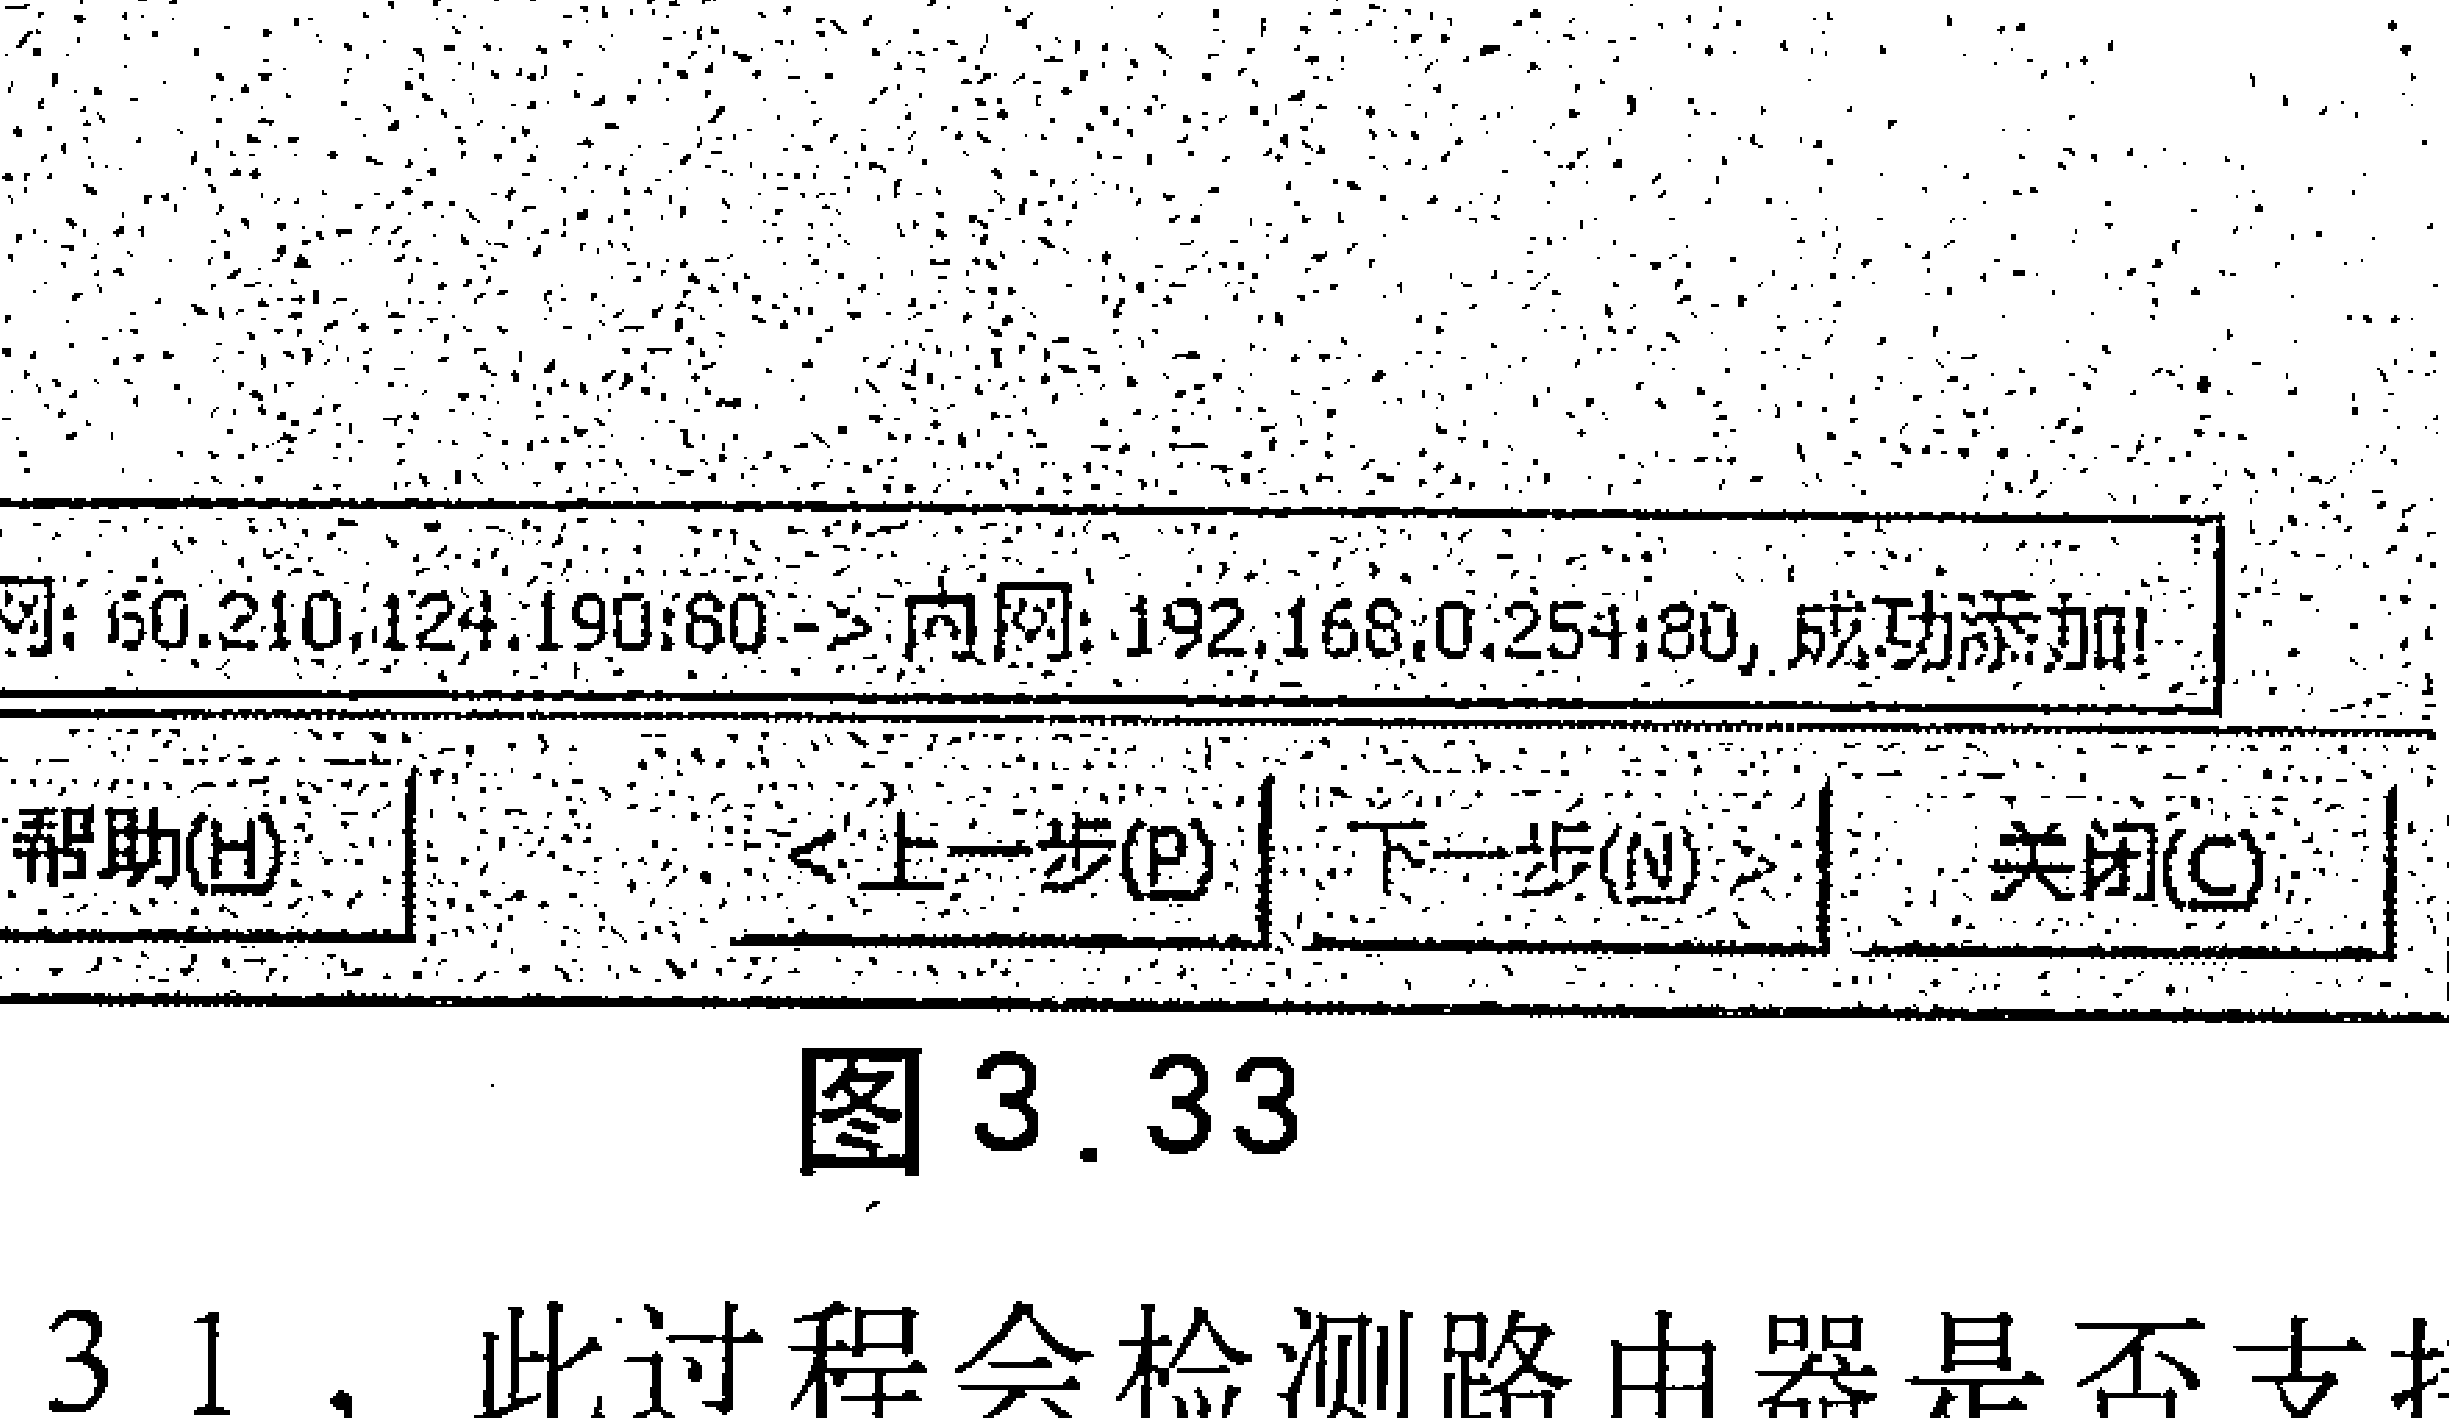 网: 60.210.124.190:80 -> 内网: 192.168.0.254:80, 成功添加!
帮助(H) <上一步(P) 下一步(N) > 关闭(C)
图 3.33
31，此过程会检测路由器是否支持